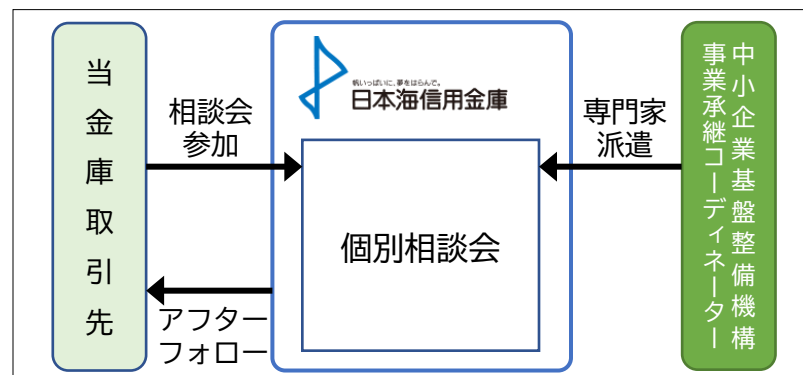 当金庫取引先
相談会
参加
アフター
フォロー
帆いっぱいに、夢をはらんで。
日本海信用金庫
個別相談会
専門家
派遣
中小企業基盤整備機構
事業承継コーディネーター